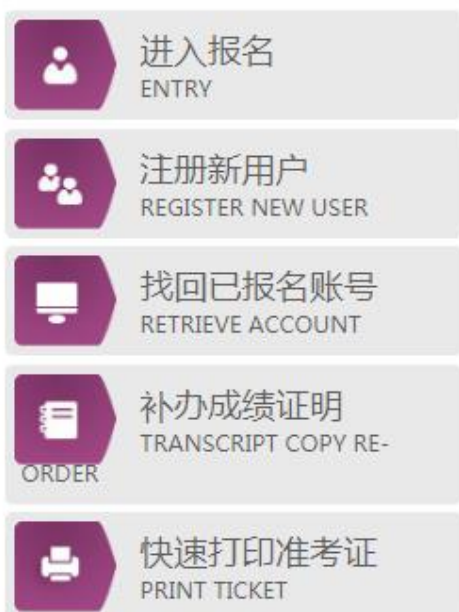 进入报名
ENTRY
注册新用户
REGISTER NEW USER
找回已报名账号
RETRIEVE ACCOUNT
补办成绩证明
TRANSCRIPT COPY RE-
ORDER
快速打印准考证
PRINT TICKET